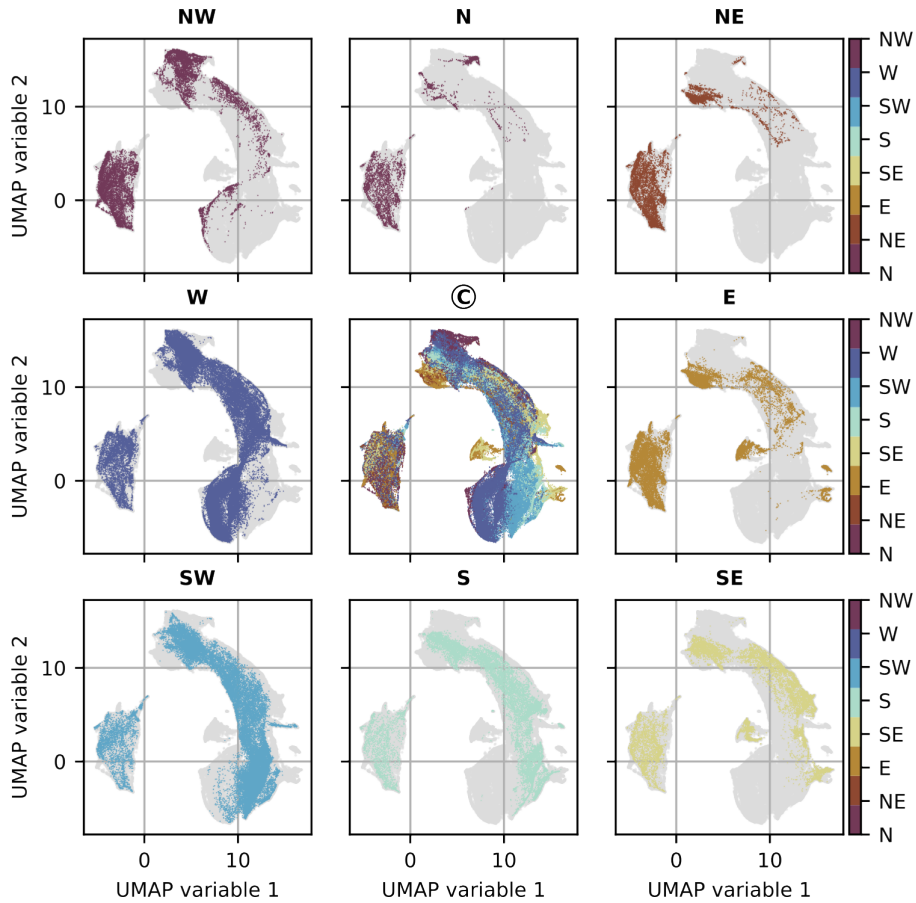 NW N NE
UMAP variable 2
10
0
NW
W
SW
S
SE
E
NE
N
W Ⓒ E
UMAP variable 2
10
0
NW
W
SW
S
SE
E
NE
N
SW S SE
UMAP variable 2
10
0
NW
W
SW
S
SE
E
NE
N
0 10 0 10 0 10
UMAP variable 1 UMAP variable 1 UMAP variable 1